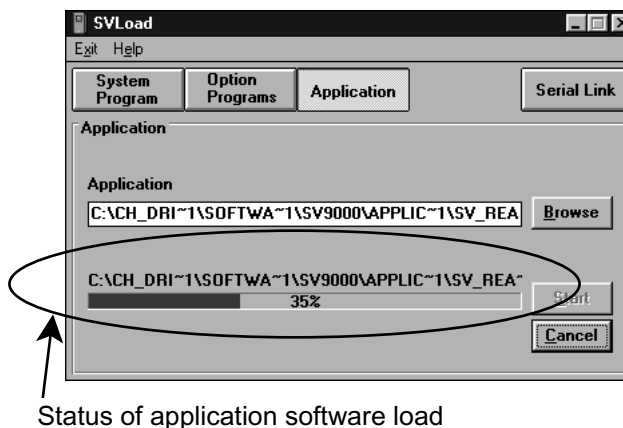 SVLoad
Exit Help
System Program
Option Programs
Application
Serial Link
Application
Application
C:\CH_DRI~1\SOFTWA~1\SV9000\APPLIC~1\SV_REA
Browse
C:\CH_DRI~1\SOFTWA~1\SV9000\APPLIC~1\SV_REA~
35%
Start
Cancel
Status of application software load